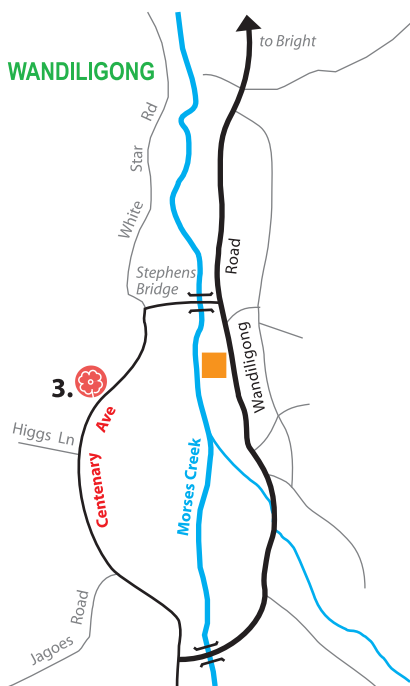 to Bright
WANDILIGONG
White Star Rd
Wandiligong Road
Stephens
Bridge
3.
Centenary Ave
Higgs Ln
Morses Creek
Jagoes Road